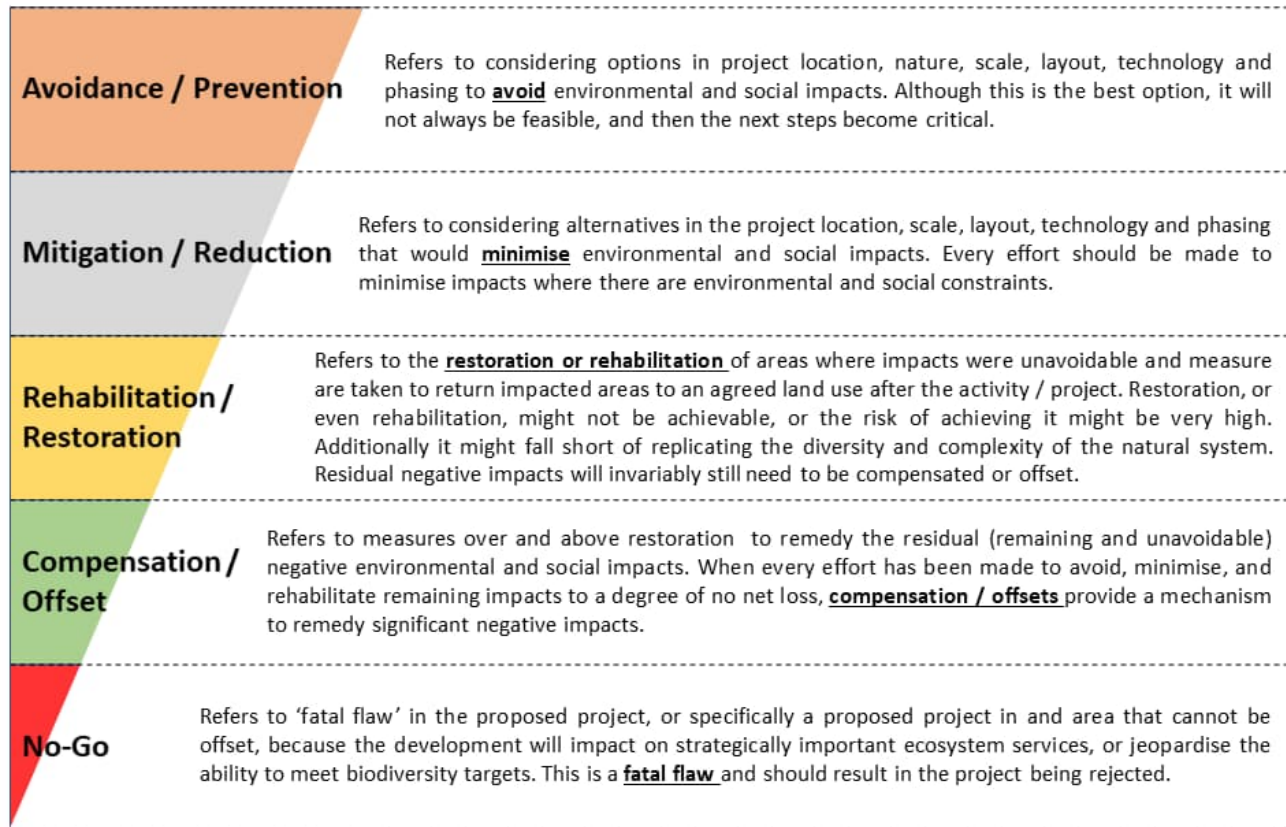 Avoidance / Prevention
Refers to considering options in project location, nature, scale, layout, technology and
phasing to avoid environmental and social impacts. Although this is the best option, it will
not always be feasible, and then the next steps become critical.
Mitigation / Reduction
Refers to considering alternatives in the project location, scale, layout, technology and phasing
that would minimise environmental and social impacts. Every effort should be made to
minimise impacts where there are environmental and social constraints.
Rehabilitation /
Restoration
Refers to the restoration or rehabilitation of areas where impacts were unavoidable and measure
are taken to return impacted areas to an agreed land use after the activity / project. Restoration, or
even rehabilitation, might not be achievable, or the risk of achieving it might be very high.
Additionally it might fall short of replicating the diversity and complexity of the natural system.
Residual negative impacts will invariably still need to be compensated or offset.
Compensation /
Offset
Refers to measures over and above restoration to remedy the residual (remaining and unavoidable)
negative environmental and social impacts. When every effort has been made to avoid, minimise, and
rehabilitate remaining impacts to a degree of no net loss, compensation / offsets provide a mechanism
to remedy significant negative impacts.
No-Go
Refers to ‘fatal flaw’ in the proposed project, or specifically a proposed project in and area that cannot be
offset, because the development will impact on strategically important ecosystem services, or jeopardise the
ability to meet biodiversity targets. This is a fatal flaw and should result in the project being rejected.